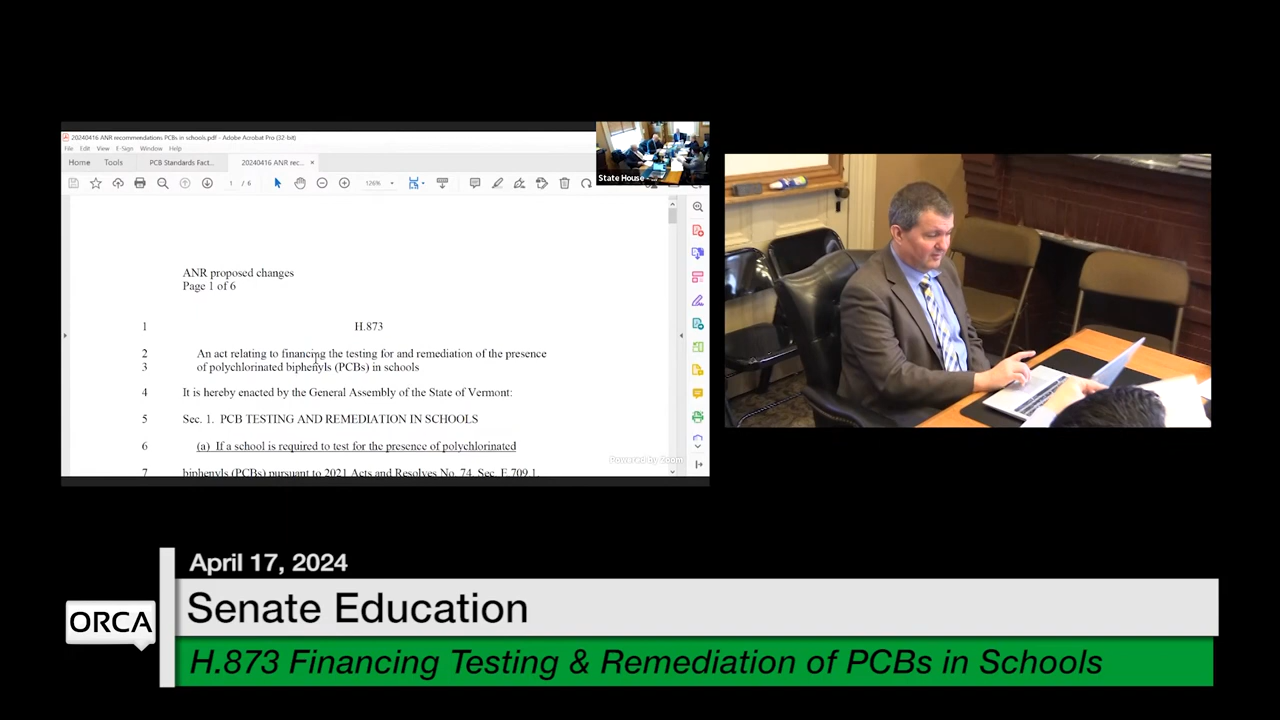 20240416 ANR recommendations PCBs in schools.pdf - Adobe Acrobat Pro (32-bit)
File Edit View E-Sign Window Help
Home Tools PCB Standards Fact... 20240416 ANR rec... ×
1 / 6 126%
State House
ANR proposed changes
Page 1 of 6
1 H.873
2 An act relating to financing the testing for and remediation of the presence
3 of polychlorinated biphenyls (PCBs) in schools
4 It is hereby enacted by the General Assembly of the State of Vermont:
5 Sec. 1. PCB TESTING AND REMEDIATION IN SCHOOLS
6 (a) If a school is required to test for the presence of polychlorinated
7 biphenyls (PCBs) pursuant to 2021 Acts and Resolves No. 74, Sec. E.709.1,
Powered by Zoom
April 17, 2024
Senate Education
ORCA
H.873 Financing Testing & Remediation of PCBs in Schools